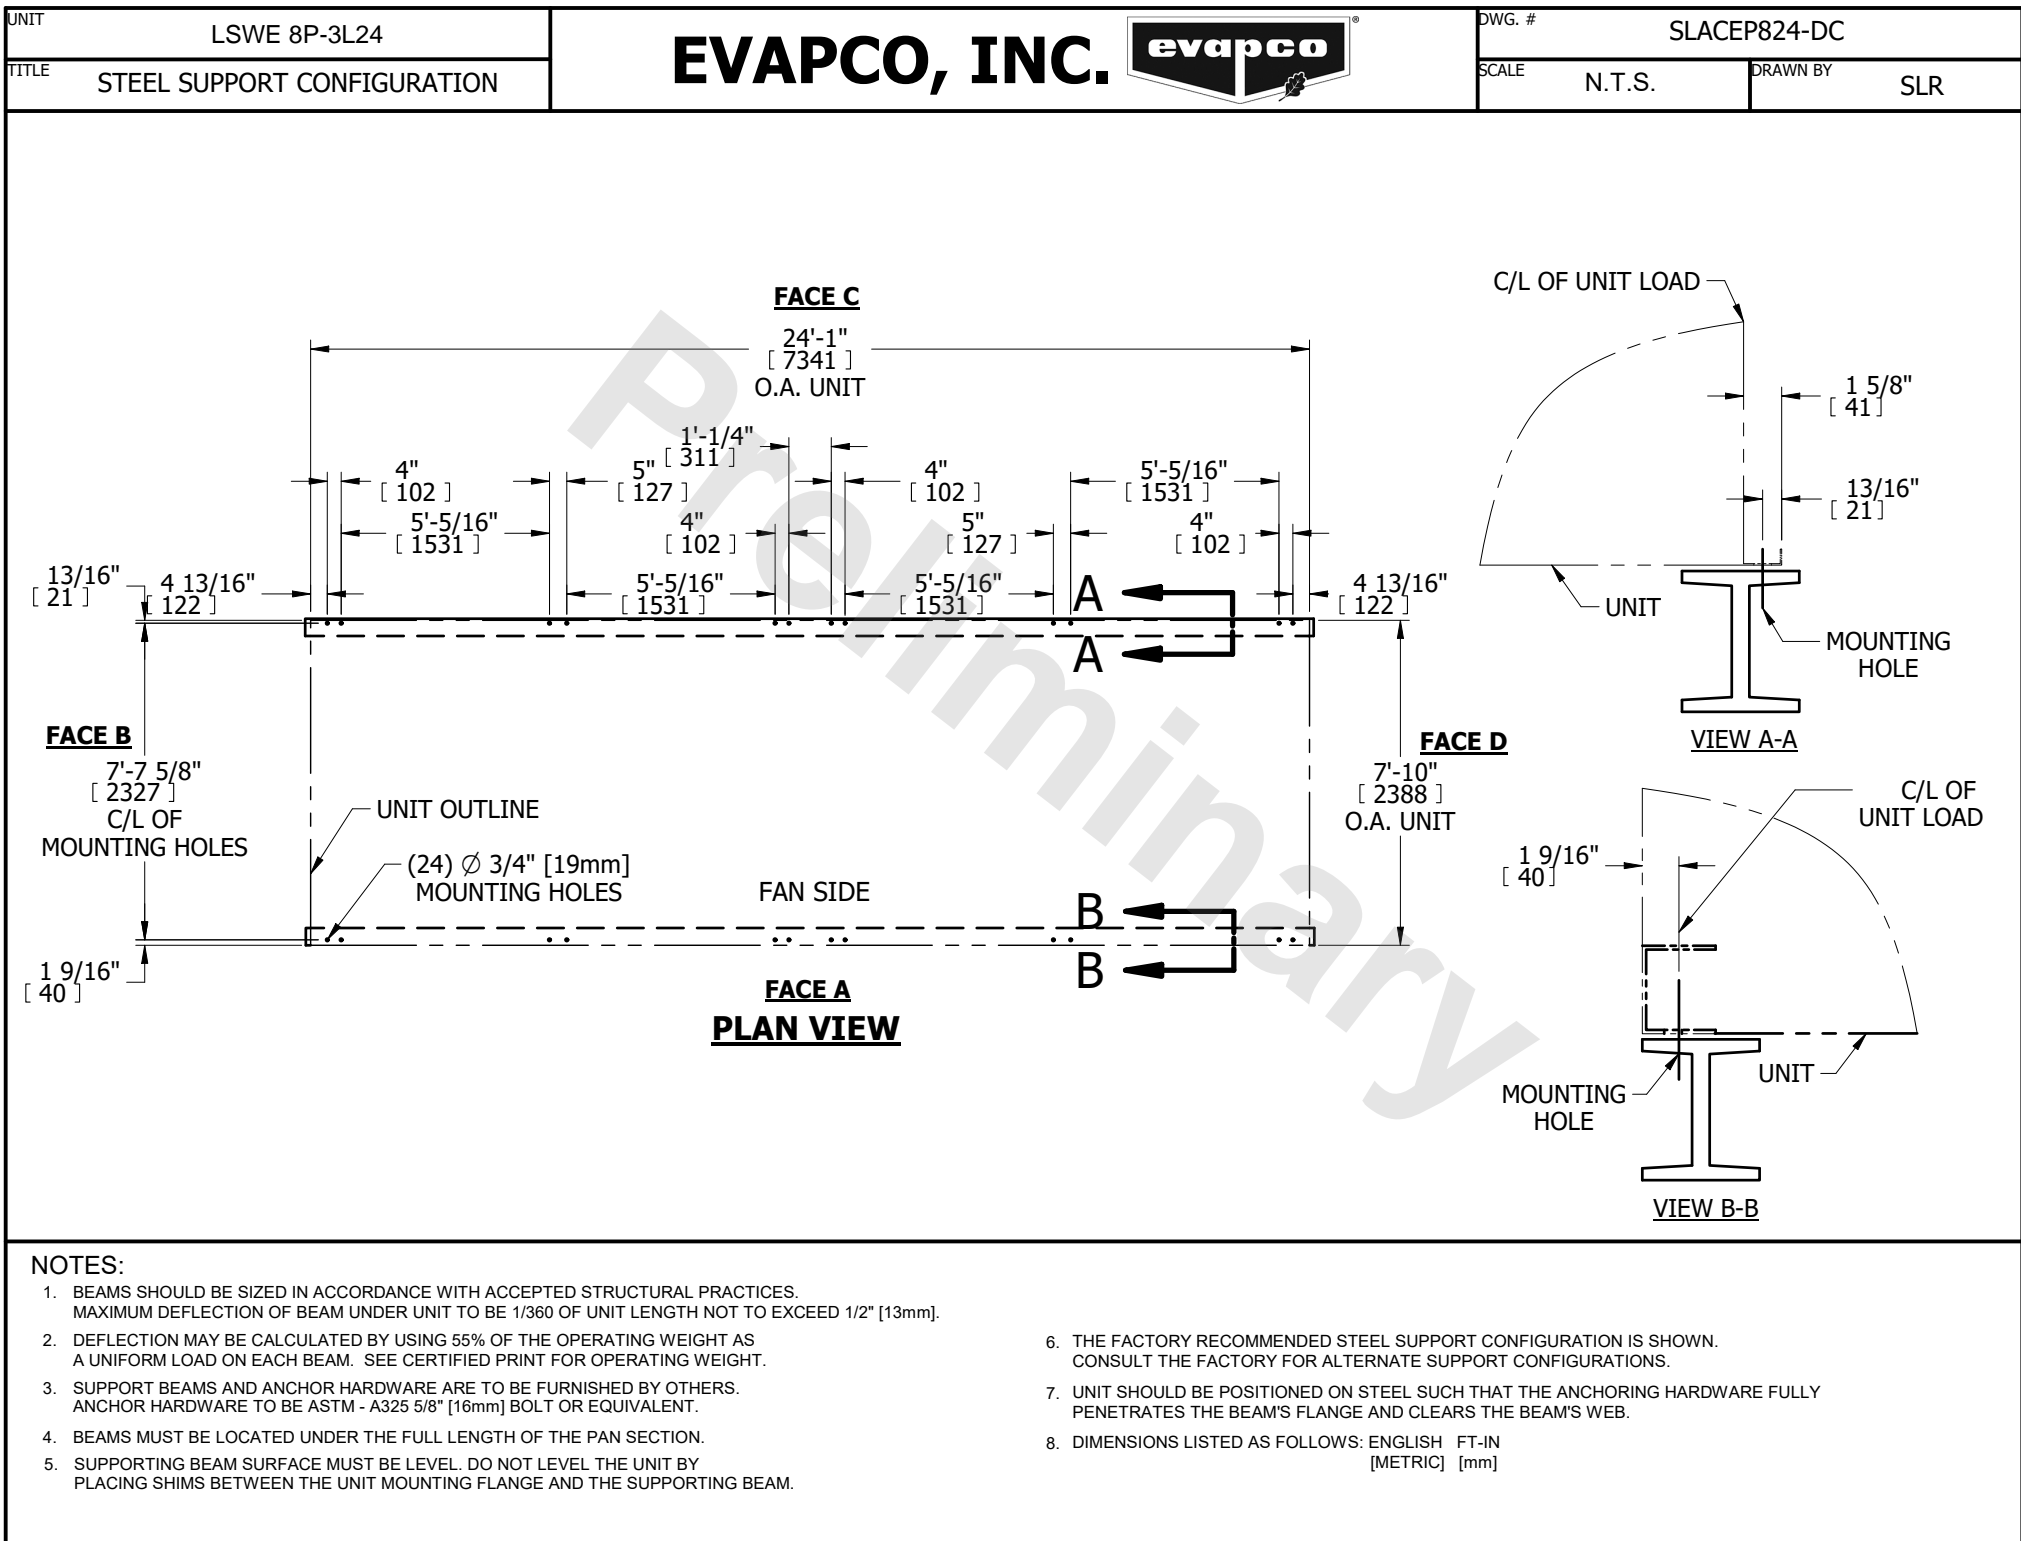 UNIT
LSWE 8P-3L24
TITLE
STEEL SUPPORT CONFIGURATION
EVAPCO, INC.
evapco
®
DWG. #
SLACEP824-DC
SCALE
N.T.S.
DRAWN BY
SLR
Preliminary
FACE C
24'-1"
[ 7341 ]
O.A. UNIT
1'-1/4"
[ 311 ]
4"
[ 102 ]
5"
[ 127 ]
4"
[ 102 ]
5'-5/16"
[ 1531 ]
5'-5/16"
[ 1531 ]
4"
[ 102 ]
5"
[ 127 ]
4"
[ 102 ]
13/16"
[ 21 ]
4 13/16"
[ 122 ]
5'-5/16"
[ 1531 ]
5'-5/16"
[ 1531 ]
4 13/16"
[ 122 ]
A
A
FACE B
7'-7 5/8"
[ 2327 ]
C/L OF
MOUNTING HOLES
UNIT OUTLINE
(24) Ø 3/4" [19mm]
MOUNTING HOLES
FAN SIDE
FACE D
7'-10"
[ 2388 ]
O.A. UNIT
B
B
1 9/16"
[ 40 ]
FACE A
PLAN VIEW
C/L OF UNIT LOAD
1 5/8"
[ 41 ]
13/16"
[ 21 ]
UNIT
MOUNTING
HOLE
VIEW A-A
C/L OF
UNIT LOAD
1 9/16"
[ 40 ]
UNIT
MOUNTING
HOLE
VIEW B-B
NOTES:
1. BEAMS SHOULD BE SIZED IN ACCORDANCE WITH ACCEPTED STRUCTURAL PRACTICES.
MAXIMUM DEFLECTION OF BEAM UNDER UNIT TO BE 1/360 OF UNIT LENGTH NOT TO EXCEED 1/2" [13mm].
2. DEFLECTION MAY BE CALCULATED BY USING 55% OF THE OPERATING WEIGHT AS
A UNIFORM LOAD ON EACH BEAM. SEE CERTIFIED PRINT FOR OPERATING WEIGHT.
3. SUPPORT BEAMS AND ANCHOR HARDWARE ARE TO BE FURNISHED BY OTHERS.
ANCHOR HARDWARE TO BE ASTM - A325 5/8" [16mm] BOLT OR EQUIVALENT.
4. BEAMS MUST BE LOCATED UNDER THE FULL LENGTH OF THE PAN SECTION.
5. SUPPORTING BEAM SURFACE MUST BE LEVEL. DO NOT LEVEL THE UNIT BY
PLACING SHIMS BETWEEN THE UNIT MOUNTING FLANGE AND THE SUPPORTING BEAM.
6. THE FACTORY RECOMMENDED STEEL SUPPORT CONFIGURATION IS SHOWN.
CONSULT THE FACTORY FOR ALTERNATE SUPPORT CONFIGURATIONS.
7. UNIT SHOULD BE POSITIONED ON STEEL SUCH THAT THE ANCHORING HARDWARE FULLY
PENETRATES THE BEAM'S FLANGE AND CLEARS THE BEAM'S WEB.
8. DIMENSIONS LISTED AS FOLLOWS: ENGLISH FT-IN
[METRIC] [mm]